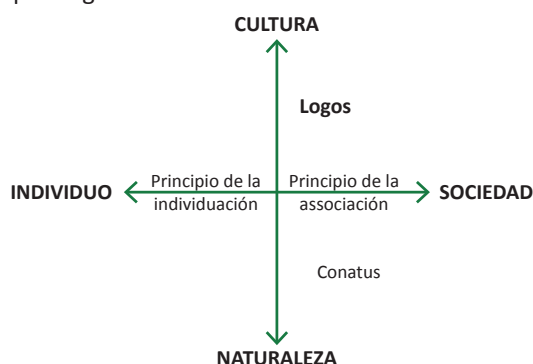 CULTURA
Logos
INDIVIDUO
Principio de la
individuación
Principio de la
associación
SOCIEDAD
Conatus
NATURALEZA